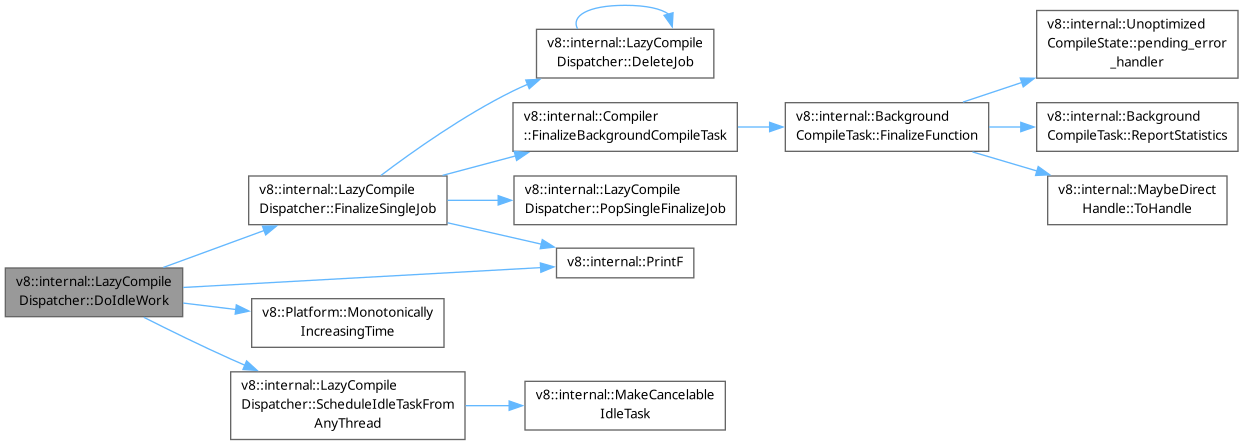 v8::internal::LazyCompile
Dispatcher::DoIdleWork
v8::internal::LazyCompile
Dispatcher::FinalizeSingleJob
v8::Platform::Monotonically
IncreasingTime
v8::internal::LazyCompile
Dispatcher::ScheduleIdleTaskFrom
AnyThread
v8::internal::LazyCompile
Dispatcher::DeleteJob
v8::internal::Compiler
::FinalizeBackgroundCompileTask
v8::internal::LazyCompile
Dispatcher::PopSingleFinalizeJob
v8::internal::PrintF
v8::internal::MakeCancelable
IdleTask
v8::internal::Background
CompileTask::FinalizeFunction
v8::internal::Unoptimized
CompileState::pending_error
_handler
v8::internal::Background
CompileTask::ReportStatistics
v8::internal::MaybeDirect
Handle::ToHandle